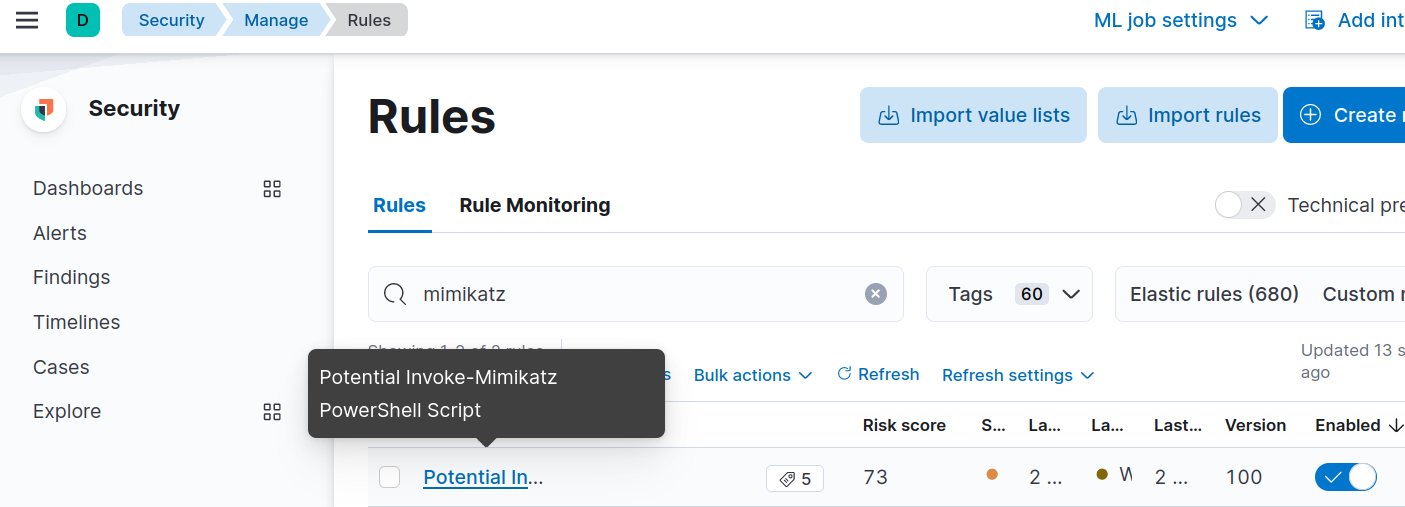 D Security Manage Rules ML job settings Add int
Security
Rules Import value lists Import rules Create
Dashboards
Rules Rule Monitoring Technical pre
Alerts
Findings
mimikatz Tags 60 Elastic rules (680) Custom
Timelines
Showing 1-2 of 2 rules Updated 13 s
ago
Cases
Potential Invoke-Mimikatz
PowerShell Script
Bulk actions Refresh Refresh settings
Explore
Risk score S... La... La... Last... Version Enabled
Potential In... 5 73 2 ... W 2 ... 100